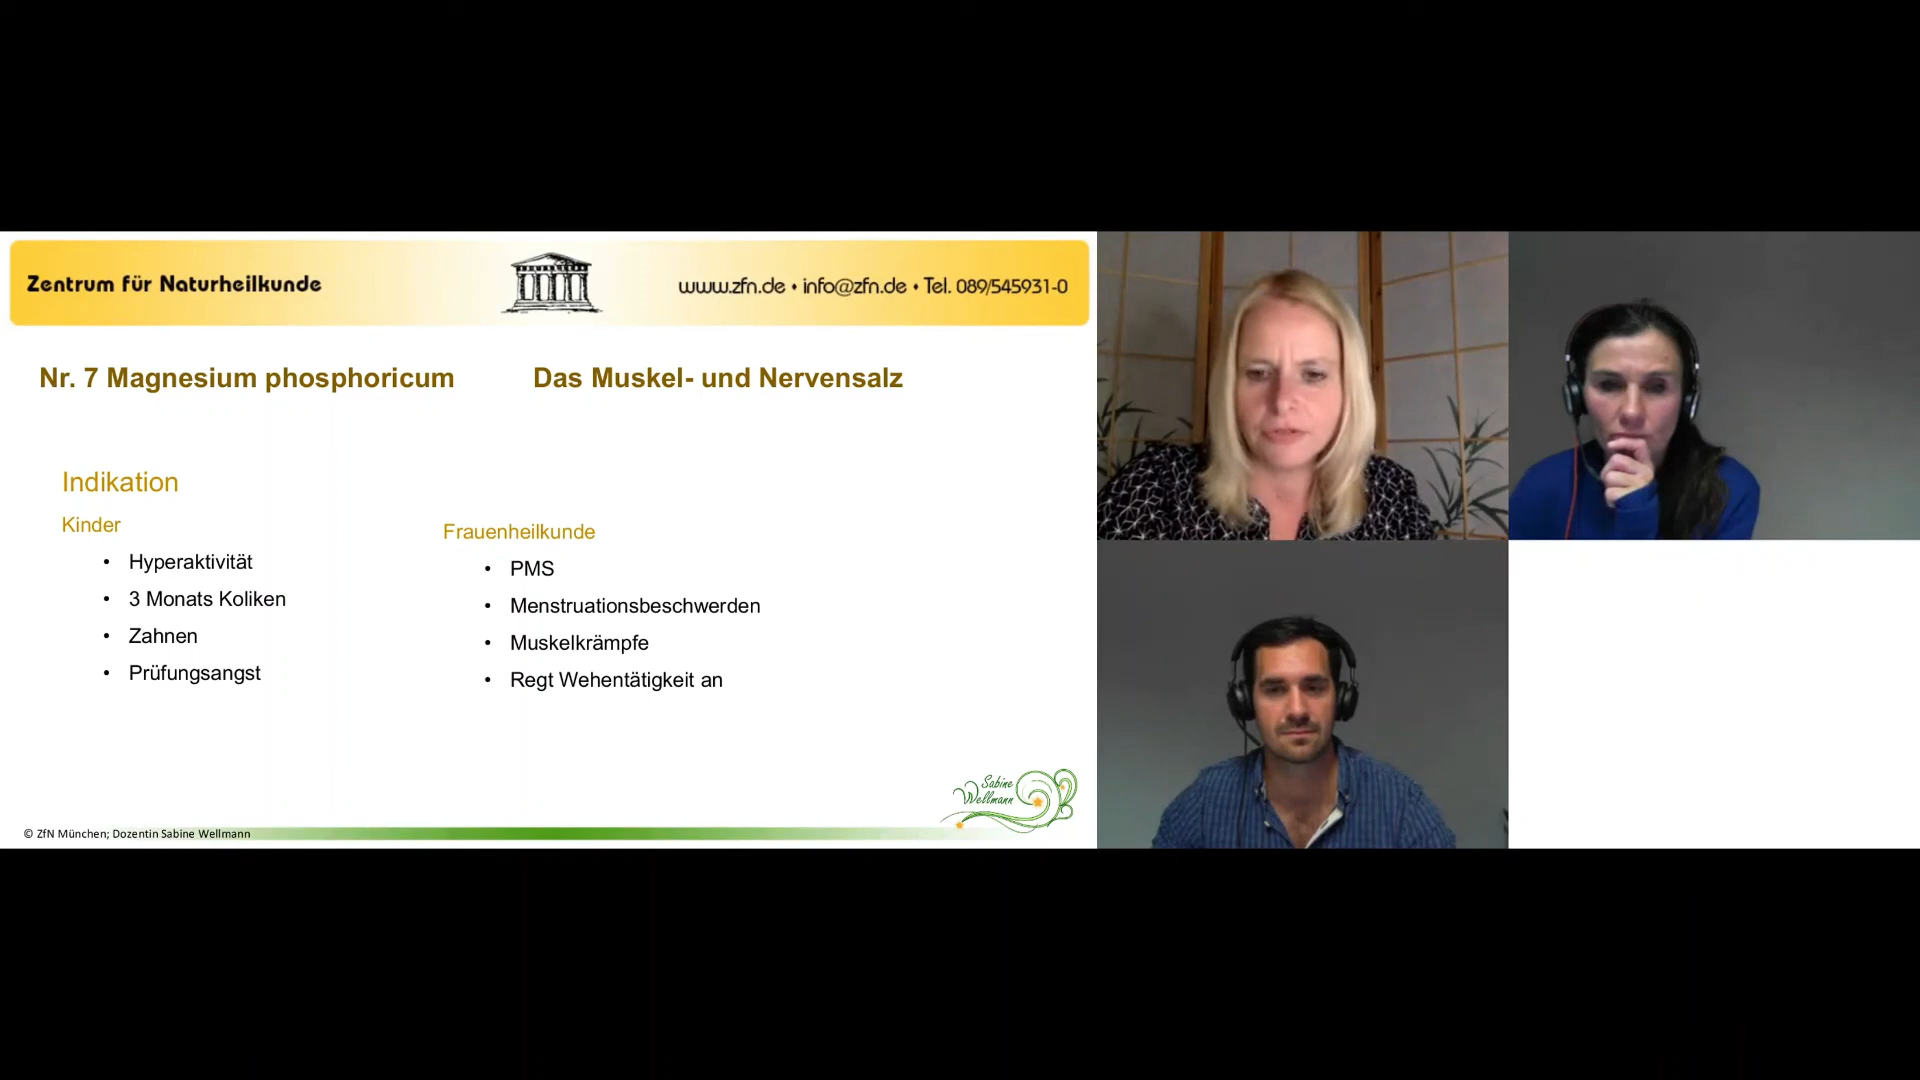 Zentrum für Naturheilkunde
www.zfn.de • info@zfn.de • Tel. 089/545931-0
Nr. 7 Magnesium phosphoricum
Das Muskel- und Nervensalz
Indikation
Kinder
• Hyperaktivität
• 3 Monats Koliken
• Zahnen
• Prüfungsangst
Frauenheilkunde
• PMS
• Menstruationsbeschwerden
• Muskelkrämpfe
• Regt Wehentätigkeit an
Sabine
Wellmann
© ZfN München; Dozentin Sabine Wellmann